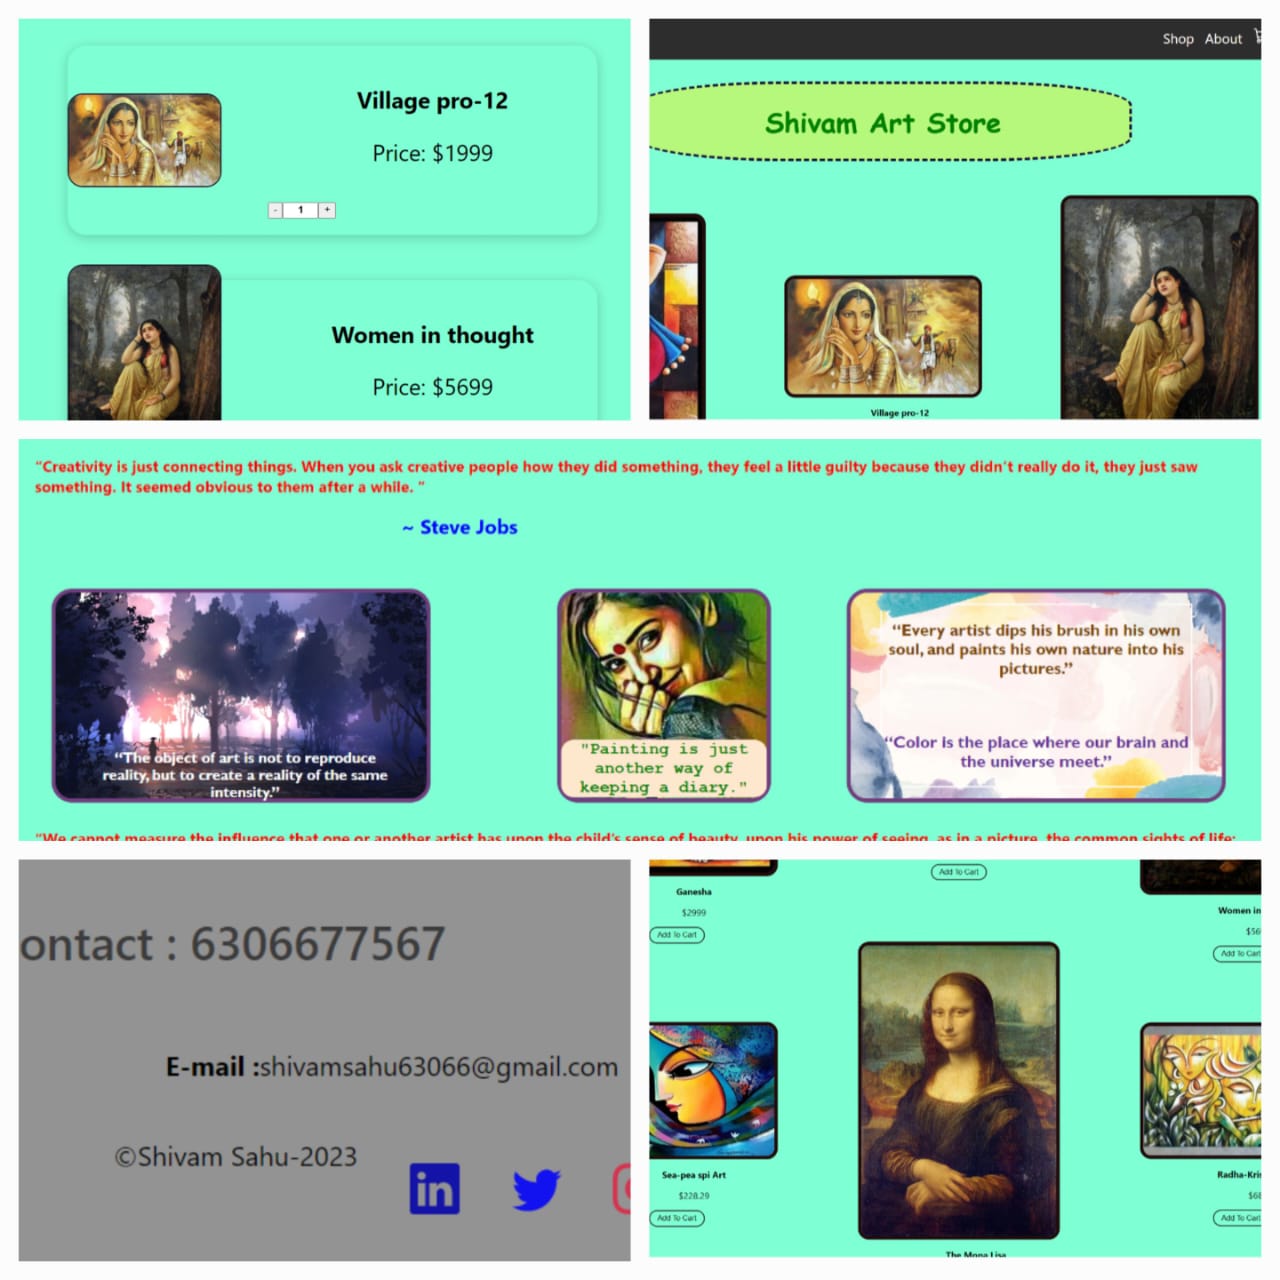 Village pro-12
Price: $1999
- 1 +
Women in thought
Price: $5699
Shop About
Shivam Art Store
Village pro-12
“Creativity is just connecting things. When you ask creative people how they did something, they feel a little guilty because they didn't really do it, they just saw
something. It seemed obvious to them after a while. ”
~ Steve Jobs
“The object of art is not to reproduce
reality, but to create a reality of the same
intensity.”
"Painting is just
another way of
keeping a diary."
“Every artist dips his brush in his own
soul, and paints his own nature into his
pictures.”
“Color is the place where our brain and
the universe meet.”
“We cannot measure the influence that one or another artist has upon the child's sense of beauty, upon his power of seeing, as in a picture, the common sights of life;
ontact : 6306677567
E-mail :shivamsahu63066@gmail.com
©Shivam Sahu-2023
in
Add To Cart
Ganesha
$2999
Add To Cart
Women in
$56
Add To Cart
Sea-pea spi Art
$228.29
Add To Cart
Radha-Kris
$68
Add To Cart
The Mona Lisa